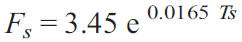 Fₛ = 3.45 e ^0.0165 Ts